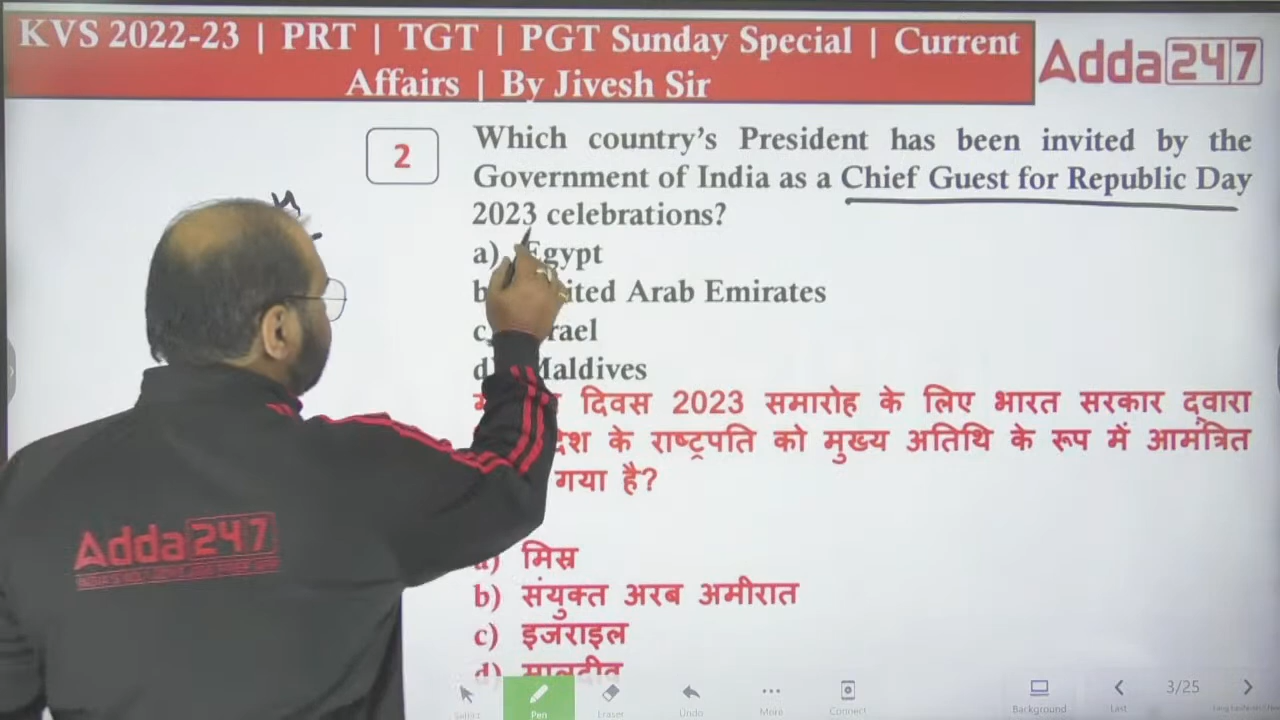 KVS 2022-23 | PRT | TGT | PGT Sunday Special | Current
Affairs | By Jivesh Sir
Adda247
2
Which country's President has been invited by the
Government of India as a Chief Guest for Republic Day
2023 celebrations?
a) Egypt
b Arab Emirates
c
d Maldives
दिवस 2023 समारोह के लिए भारत सरकार द्वारा
के राष्ट्रपति को मुख्य अतिथि के रूप में आमंत्रित
गया है?
a) मिस्र
b) संयुक्त अरब अमीरात
c) इजराइल
d) मालदीव
Adda247
Select
Pen
Eraser
Undo
More
Connect
Background
Last
3/25